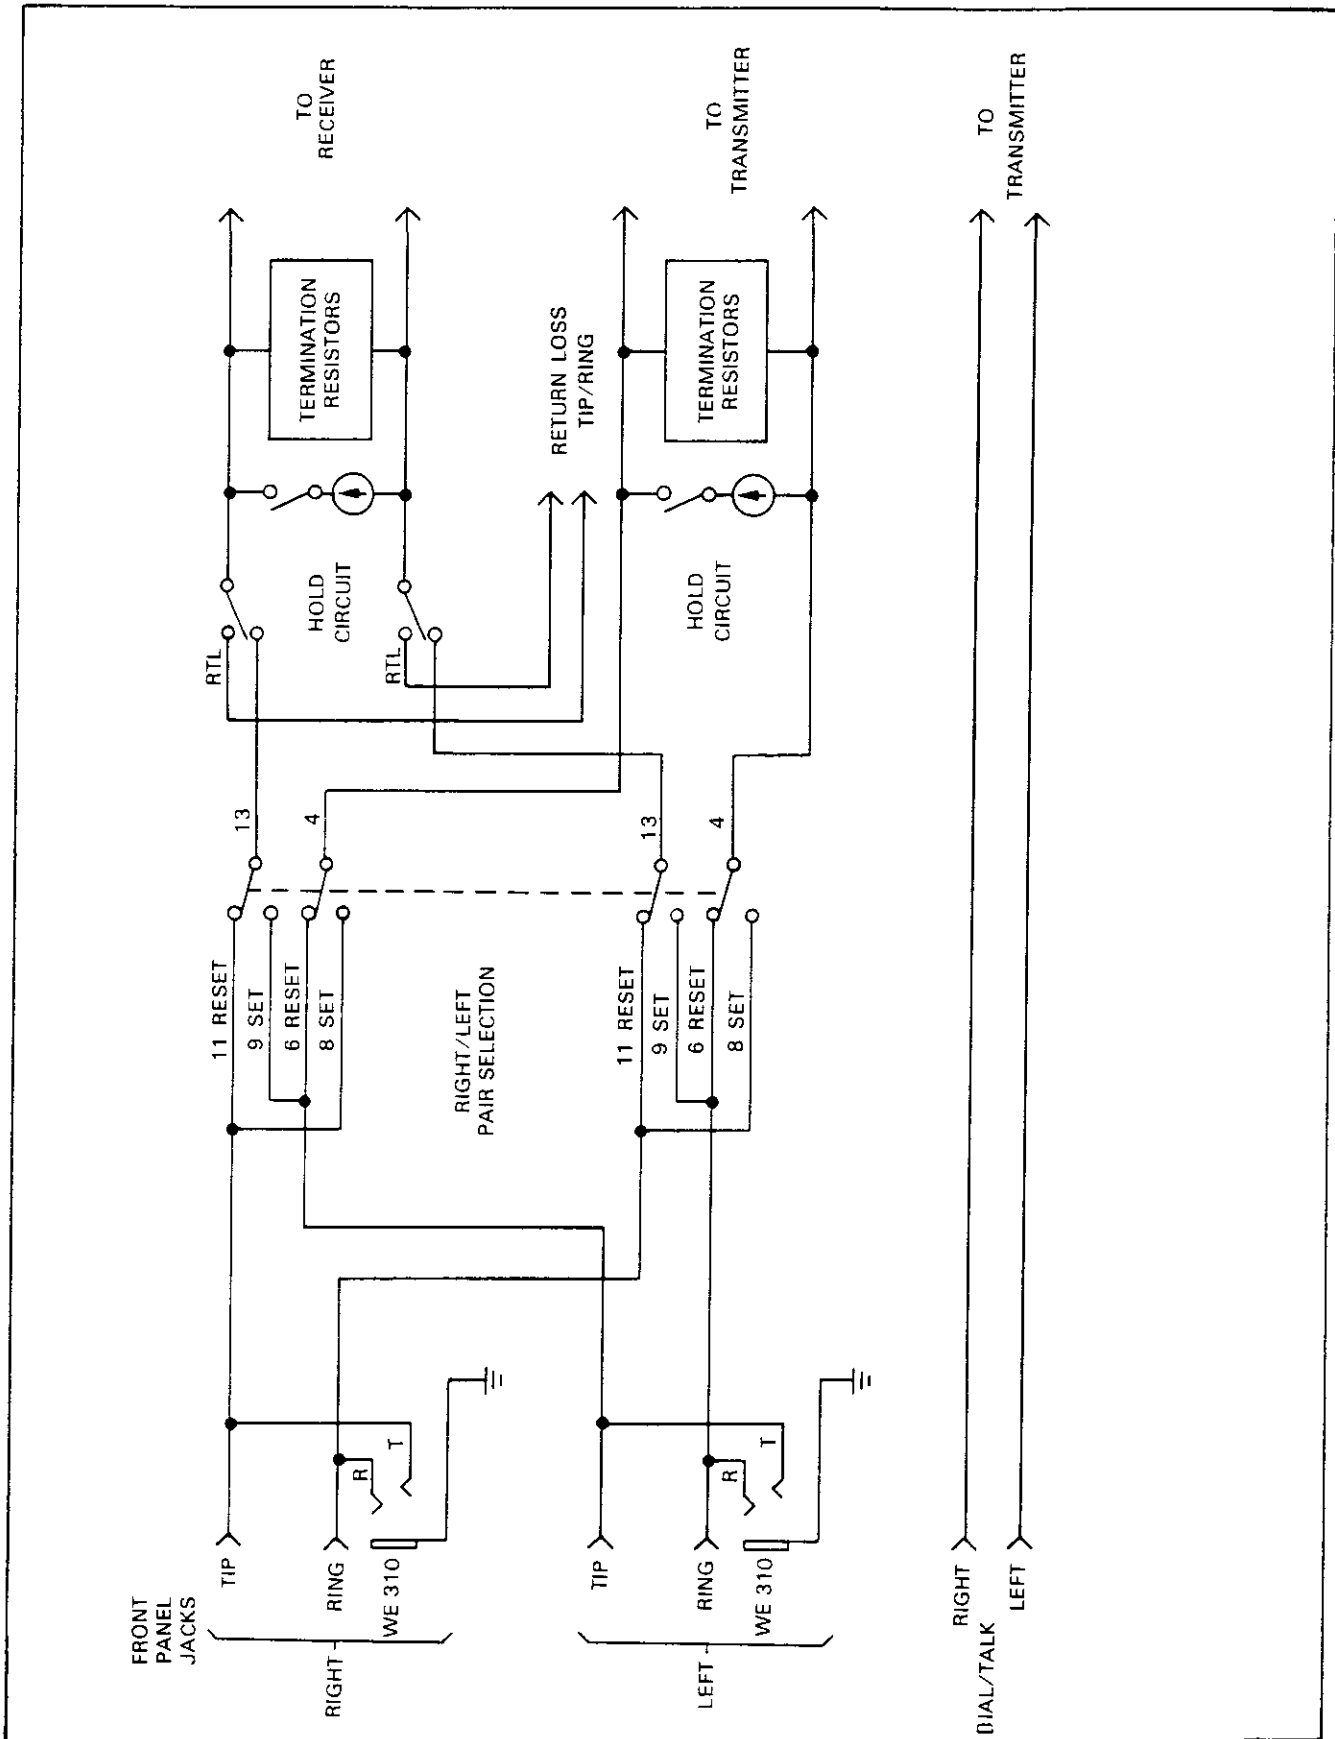 FRONT
PANEL
JACKS
TIP
RING
WE 310
RIGHT
R
T
TIP
RING
WE 310
LEFT
R
T
RIGHT
DIAL/TALK
LEFT
11 RESET
9 SET
6 RESET
8 SET
RIGHT/LEFT
PAIR SELECTION
11 RESET
9 SET
6 RESET
8 SET
13
4
13
4
RTL
HOLD
CIRCUIT
RTL
HOLD
CIRCUIT
TERMINATION
RESISTORS
RETURN LOSS
TIP/RING
TERMINATION
RESISTORS
TO
RECEIVER
TO
TRANSMITTER
TO
TRANSMITTER